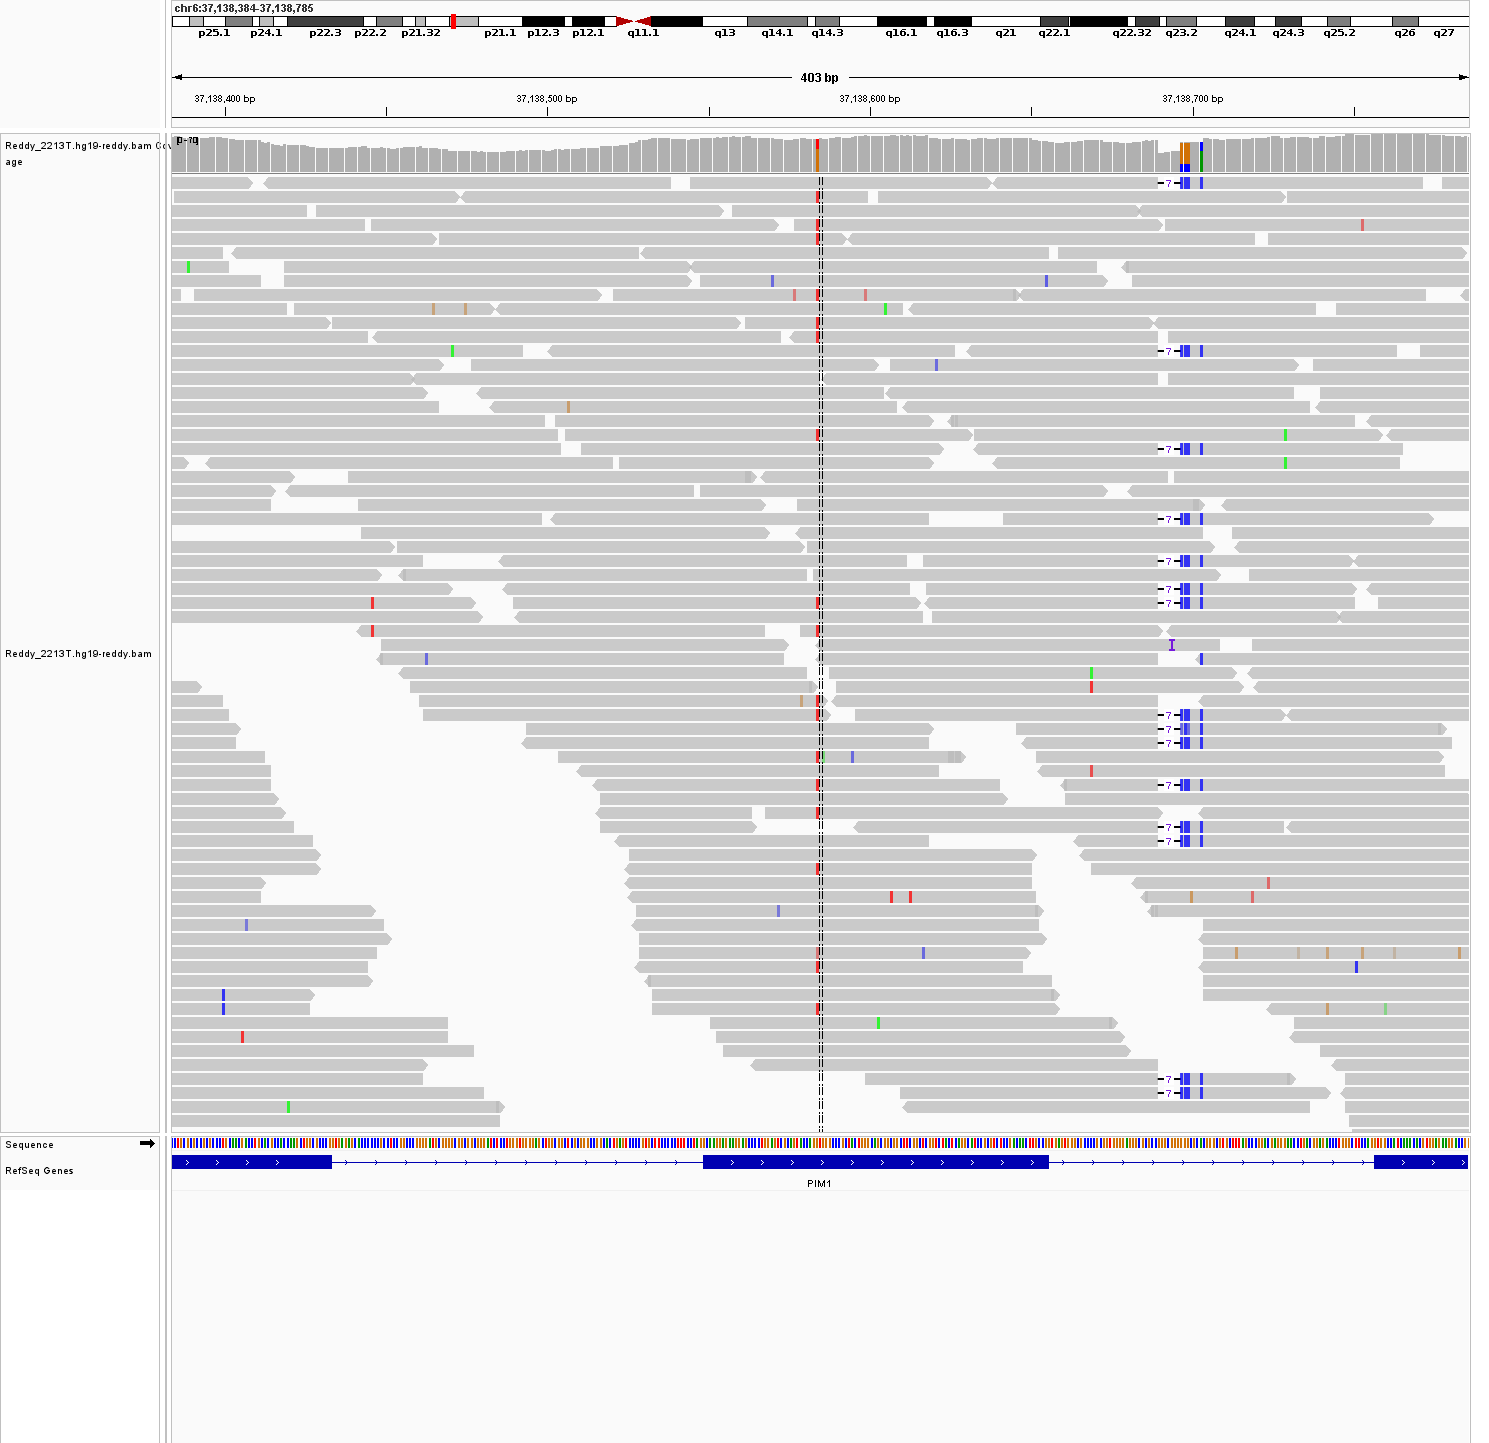 chr6:37,138,384-37,138,785
p25.1 p24.1 p22.3 p22.2 p21.32 p21.1 p12.3 p12.1 q11.1 q13 q14.1 q14.3 q16.1 q16.3 q21 q22.1 q22.32 q23.2 q24.1 q24.3 q25.2 q26 q27
403 bp
37,138,400 bp 37,138,500 bp 37,138,600 bp 37,138,700 bp
Reddy_2213T.hg19-reddy.bam Cov
age
7
7
7
7
7
7
7
Reddy_2213T.hg19-reddy.bam
7
7
7
7
7
7
7
7
Sequence
RefSeq Genes
PIM1